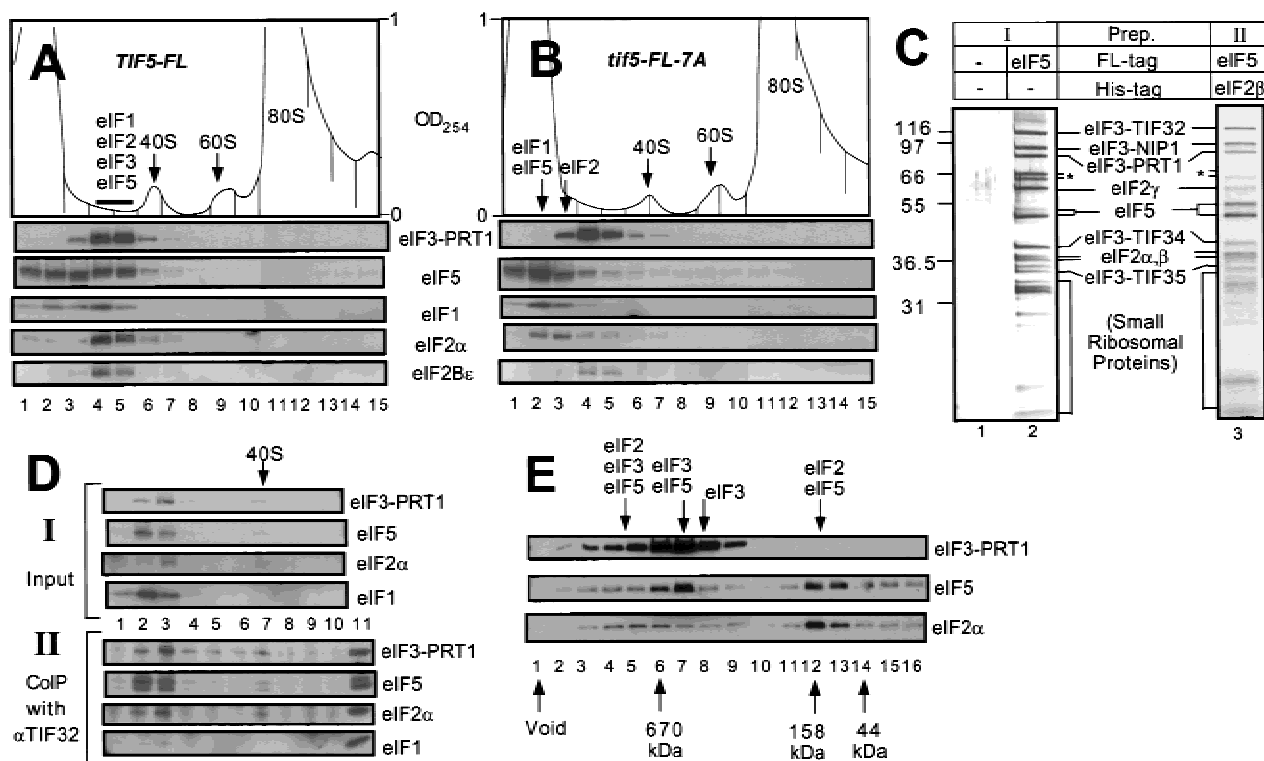 A
TIF5-FL
1
0
OD254
80S
eIF1
eIF2
eIF3
eIF5
40S
60S
B
tif5-FL-7A
1
0
80S
eIF1
eIF5
eIF2
40S
60S
eIF3-PRT1
eIF5
eIF1
eIF2α
eIF2Bε
1 2 3 4 5 6 7 8 9 10 11 12 13 14 15
1 2 3 4 5 6 7 8 9 10 11 12 13 14 15
C
I Prep. II
- eIF5 FL-tag eIF5
- - His-tag eIF2β
116
97
66
55
36.5
31
eIF3-TIF32
eIF3-NIP1
eIF3-PRT1
* *
eIF2γ
eIF5
eIF3-TIF34
eIF2α,β
eIF3-TIF35
(Small
Ribosomal
Proteins)
1 2 3
D
40S
I
Input
eIF3-PRT1
eIF5
eIF2α
eIF1
1 2 3 4 5 6 7 8 9 10 11
II
CoIP
with
αTIF32
eIF3-PRT1
eIF5
eIF2α
eIF1
E
eIF2
eIF3
eIF5
eIF3
eIF5
eIF3
eIF2
eIF5
eIF3-PRT1
eIF5
eIF2α
1 2 3 4 5 6 7 8 9 10 11 12 13 14 15 16
Void
670
kDa
158
kDa
44
kDa